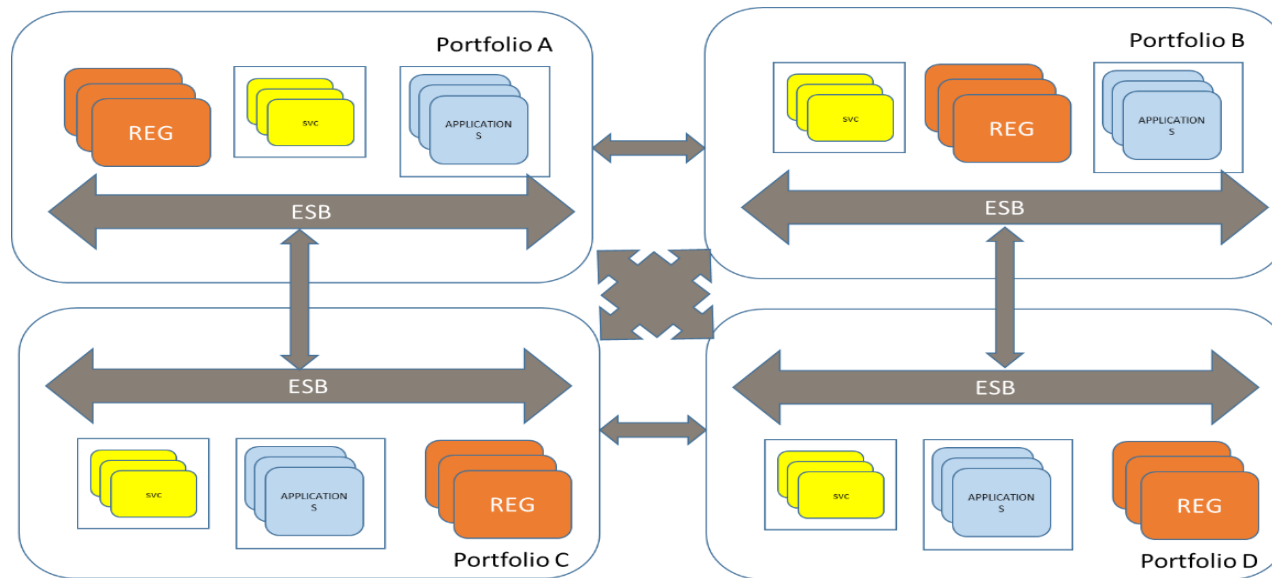 Portfolio A
REG
SVC
APPLICATION
S
ESB
Portfolio B
SVC
REG
APPLICATION
S
ESB
ESB
SVC
APPLICATION
S
REG
Portfolio C
ESB
SVC
APPLICATION
S
REG
Portfolio D